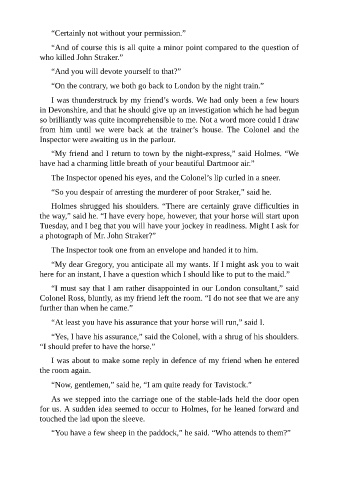 “Certainly not without your permission.”
“And of course this is all quite a minor point compared to the question of
who killed John Straker.”
“And you will devote yourself to that?”
“On the contrary, we both go back to London by the night train.”
I was thunderstruck by my friend’s words. We had only been a few hours
in Devonshire, and that he should give up an investigation which he had begun
so brilliantly was quite incomprehensible to me. Not a word more could I draw
from him until we were back at the trainer’s house. The Colonel and the
Inspector were awaiting us in the parlour.
“My friend and I return to town by the night-express,” said Holmes. “We
have had a charming little breath of your beautiful Dartmoor air.”
The Inspector opened his eyes, and the Colonel’s lip curled in a sneer.
“So you despair of arresting the murderer of poor Straker,” said he.
Holmes shrugged his shoulders. “There are certainly grave difficulties in
the way,” said he. “I have every hope, however, that your horse will start upon
Tuesday, and I beg that you will have your jockey in readiness. Might I ask for
a photograph of Mr. John Straker?”
The Inspector took one from an envelope and handed it to him.
“My dear Gregory, you anticipate all my wants. If I might ask you to wait
here for an instant, I have a question which I should like to put to the maid.”
“I must say that I am rather disappointed in our London consultant,” said
Colonel Ross, bluntly, as my friend left the room. “I do not see that we are any
further than when he came.”
“At least you have his assurance that your horse will run,” said I.
“Yes, I have his assurance,” said the Colonel, with a shrug of his shoulders.
“I should prefer to have the horse.”
I was about to make some reply in defence of my friend when he entered
the room again.
“Now, gentlemen,” said he, “I am quite ready for Tavistock.”
As we stepped into the carriage one of the stable-lads held the door open
for us. A sudden idea seemed to occur to Holmes, for he leaned forward and
touched the lad upon the sleeve.
“You have a few sheep in the paddock,” he said. “Who attends to them?”